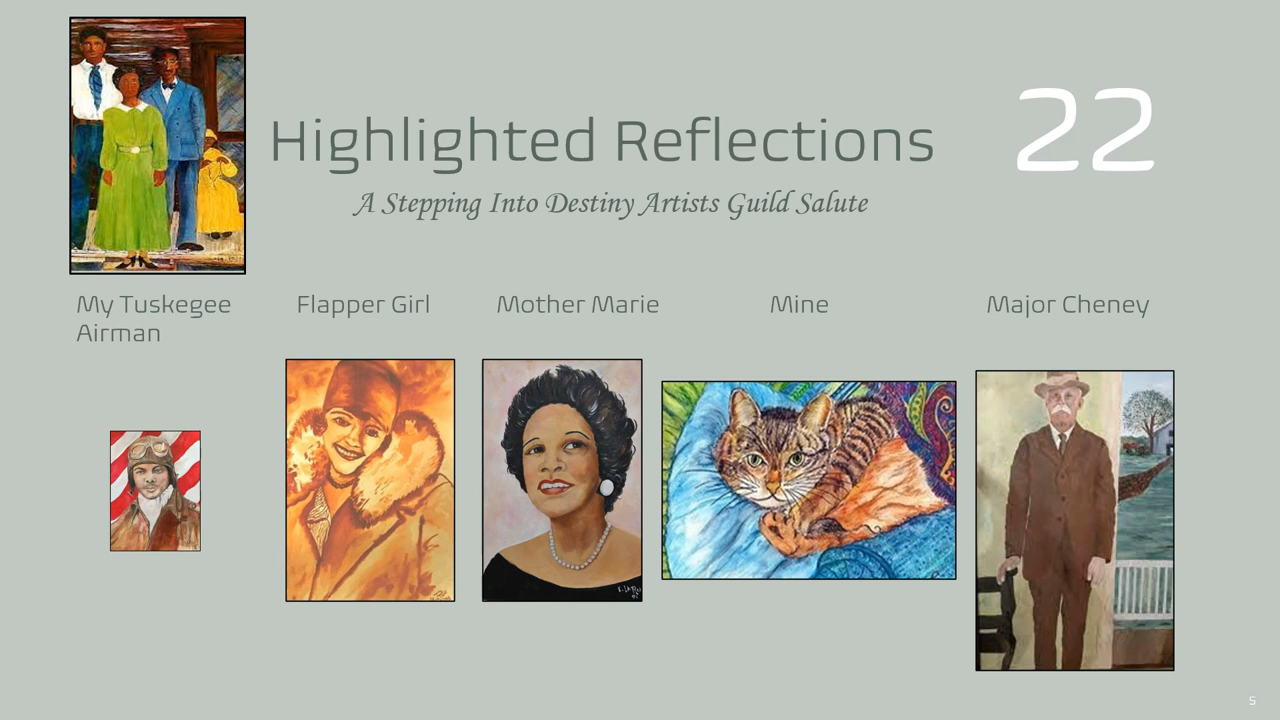 Highlighted Reflections
22
A Stepping Into Destiny Artists Guild Salute
My Tuskegee
Airman
Flapper Girl
Mother Marie
Mine
Major Cheney
5